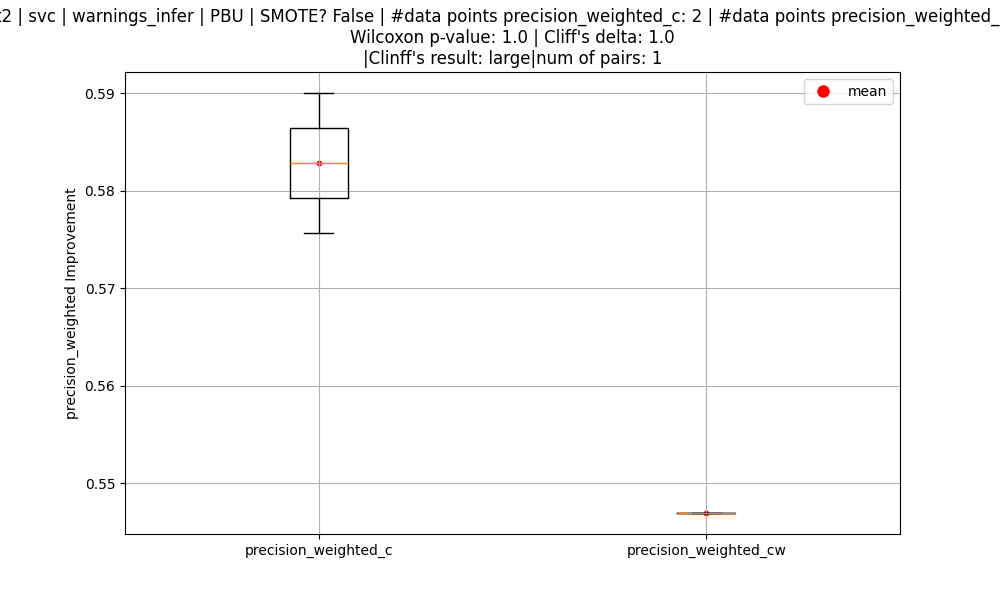 2 | svc | warnings_infer | PBU | SMOTE? False | #data points precision_weighted_c: 2 | #data points precision_weighted_
Wilcoxon p-value: 1.0 | Cliff's delta: 1.0
|Clinff's result: large|num of pairs: 1
mean
0.59
0.58
0.57
0.56
0.55
precision_weighted Improvement
precision_weighted_c
precision_weighted_cw